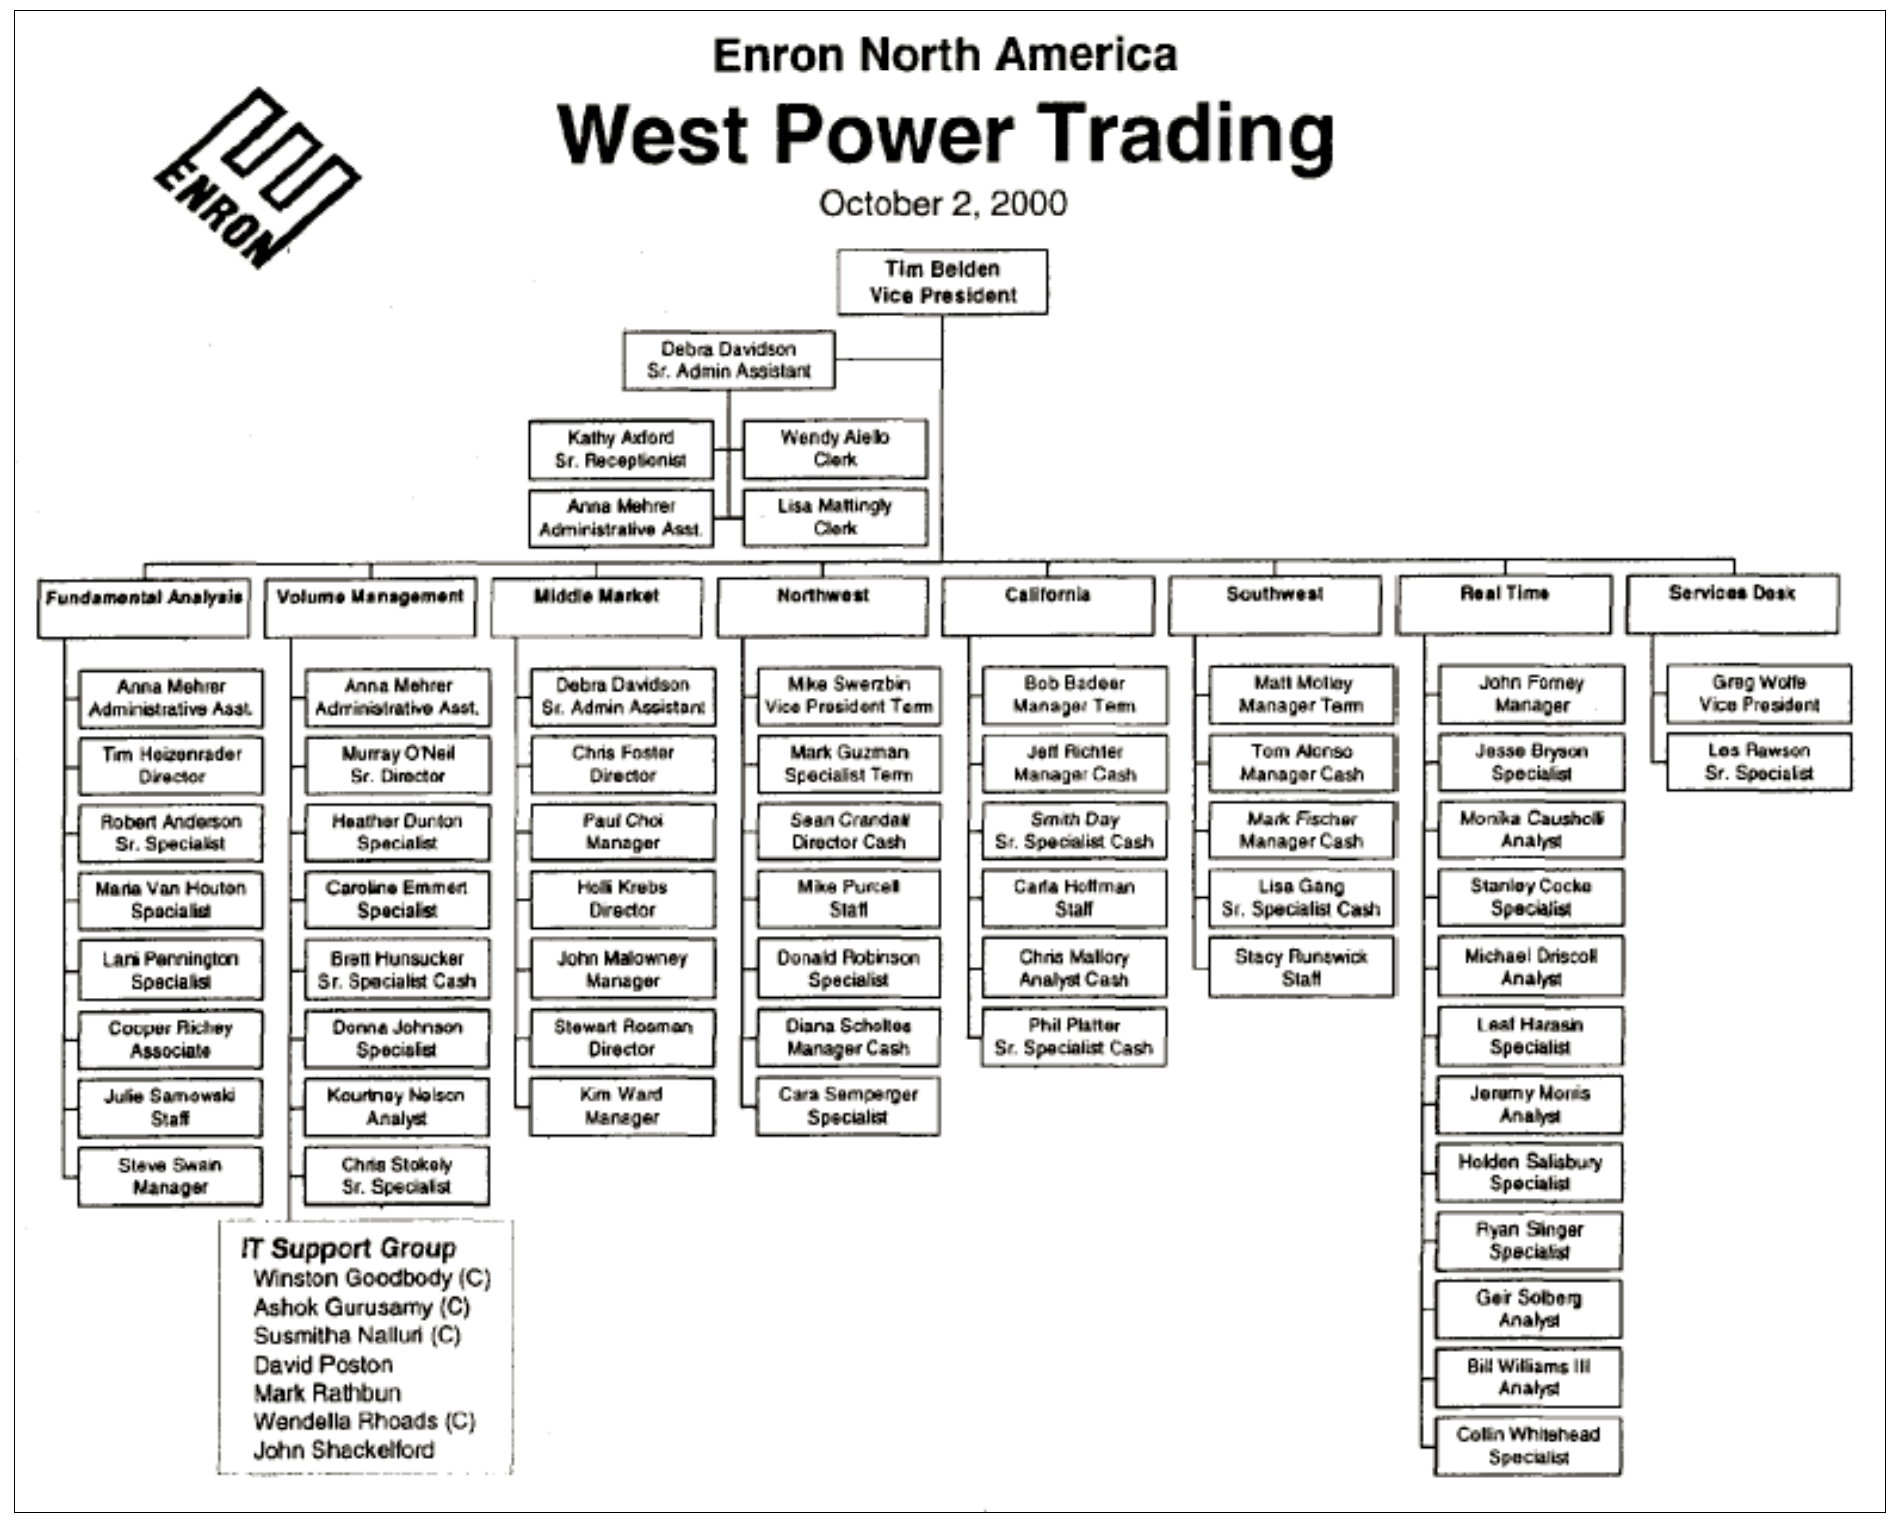 Enron North America
West Power Trading
October 2, 2000
ENRON
Tim Belden
Vice President
Debra Davidson
Sr. Admin Assistant
Kathy Axford
Sr. Receptionist
Wendy Aiello
Clerk
Anna Mehrer
Administrative Asst.
Lisa Mattingly
Clerk
Fundamental Analysis
Anna Mehrer
Administrative Asst.
Tim Heizenrader
Director
Robert Anderson
Sr. Specialist
Maria Van Houten
Specialist
Lani Pennington
Specialist
Cooper Richey
Associate
Julie Sarnowski
Staff
Steve Swain
Manager
Volume Management
Anna Mehrer
Administrative Asst.
Murray O'Neil
Sr. Director
Heather Dunton
Specialist
Caroline Emmert
Specialist
Brett Hunsucker
Sr. Specialist Cash
Donna Johnson
Specialist
Kourtney Nelson
Analyst
Chris Stokely
Sr. Specialist
IT Support Group
Winston Goodbody (C)
Ashok Gurusamy (C)
Susmitha Nalluri (C)
David Poston
Mark Rathbun
Wendella Rhoads (C)
John Shackelford
Middle Market
Debra Davidson
Sr. Admin Assistant
Chris Foster
Director
Paul Choi
Manager
Holli Krebs
Director
John Malowney
Manager
Stewart Rosman
Director
Kim Ward
Manager
Northwest
Mike Swerzbin
Vice President Term
Mark Guzman
Specialist Term
Sean Crandall
Director Cash
Mike Purcell
Staff
Donald Robinson
Specialist
Diana Scholtes
Manager Cash
Cara Semperger
Specialist
California
Bob Badeer
Manager Term
Jeff Richter
Manager Cash
Smith Day
Sr. Specialist Cash
Carla Hoffman
Staff
Chris Mallory
Analyst Cash
Phil Platter
Sr. Specialist Cash
Southwest
Matt Motley
Manager Term
Tom Alonso
Manager Cash
Mark Fischer
Manager Cash
Lisa Gang
Sr. Specialist Cash
Stacy Runswick
Staff
Real Time
John Forney
Manager
Jesse Bryson
Specialist
Monika Causholli
Analyst
Stanley Cocke
Specialist
Michael Driscoll
Analyst
Leaf Harasin
Specialist
Jeremy Morris
Analyst
Holden Salisbury
Specialist
Ryan Slinger
Specialist
Geir Solberg
Analyst
Bill Williams III
Analyst
Collin Whitehead
Specialist
Services Desk
Greg Wolfe
Vice President
Les Rawson
Sr. Specialist